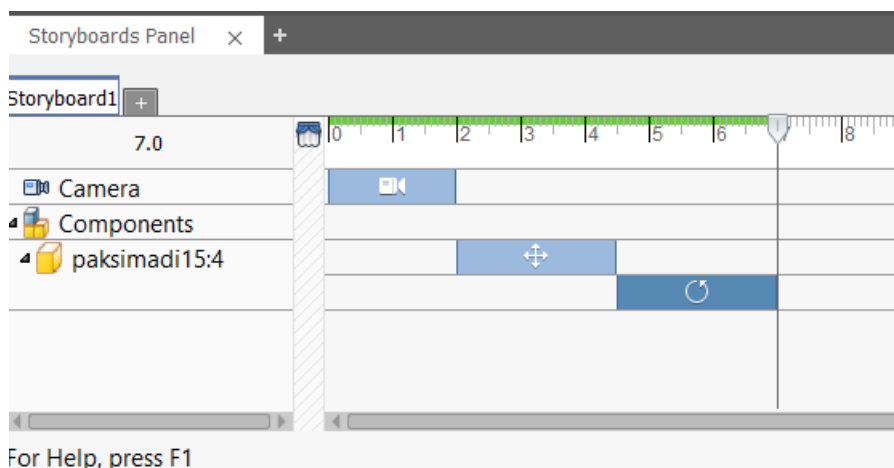 Storyboards Panel × +
Storyboard1 +
7.0
0 1 2 3 4 5 6 7 8
Camera
Components
paksimadi15:4
For Help, press F1